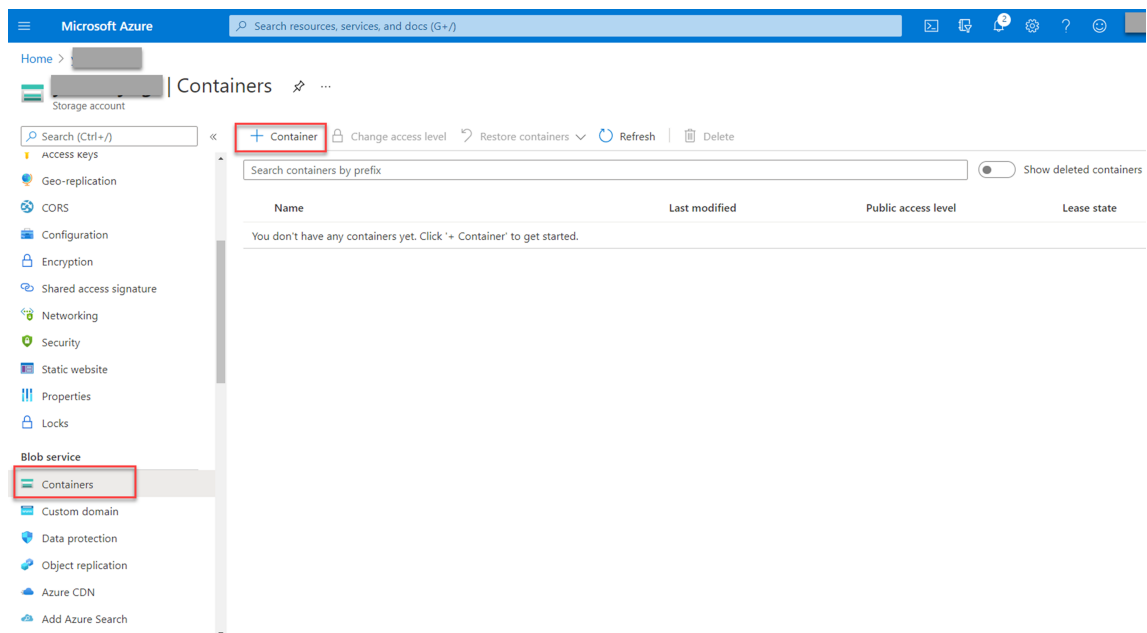 Microsoft Azure
Search resources, services, and docs (G+/)
2
Home >
| Containers
Storage account
Search (Ctrl+/)
+ Container
Change access level
Restore containers
Refresh
Delete
Access keys
Geo-replication
CORS
Configuration
Encryption
Shared access signature
Networking
Security
Static website
Properties
Locks
Blob service
Containers
Custom domain
Data protection
Object replication
Azure CDN
Add Azure Search
Search containers by prefix
Show deleted containers
Name Last modified Public access level Lease state
You don't have any containers yet. Click '+ Container' to get started.